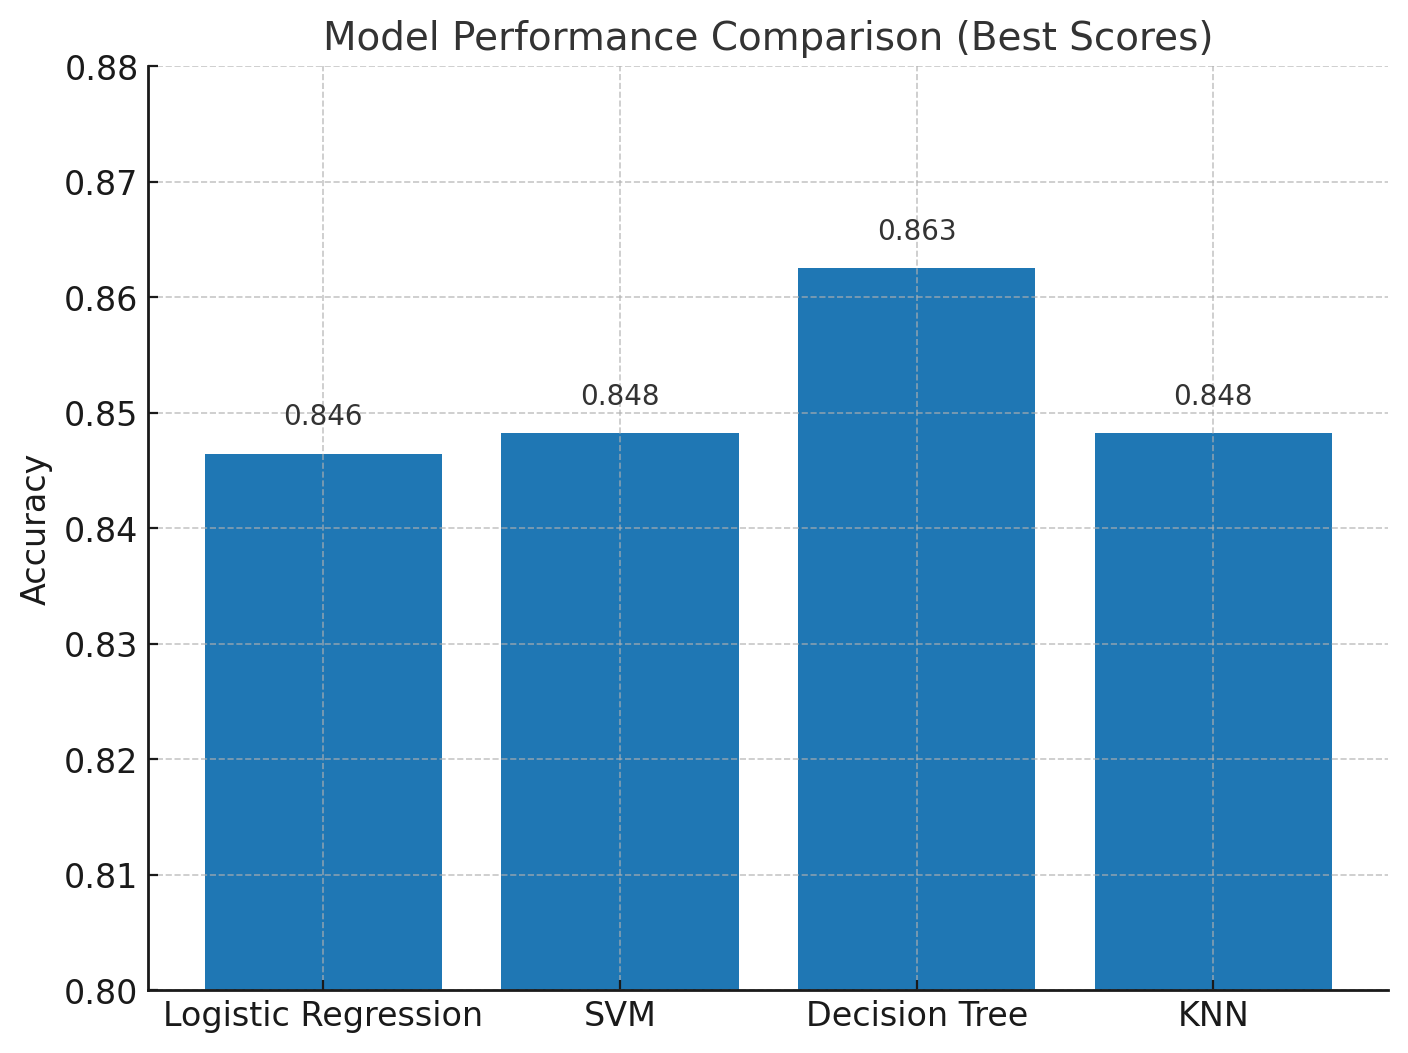 Model Performance Comparison (Best Scores)
0.88
0.87
0.86
0.85
0.84
0.83
0.82
0.81
0.80
Accuracy
0.846
0.848
0.863
0.848
Logistic Regression
SVM
Decision Tree
KNN